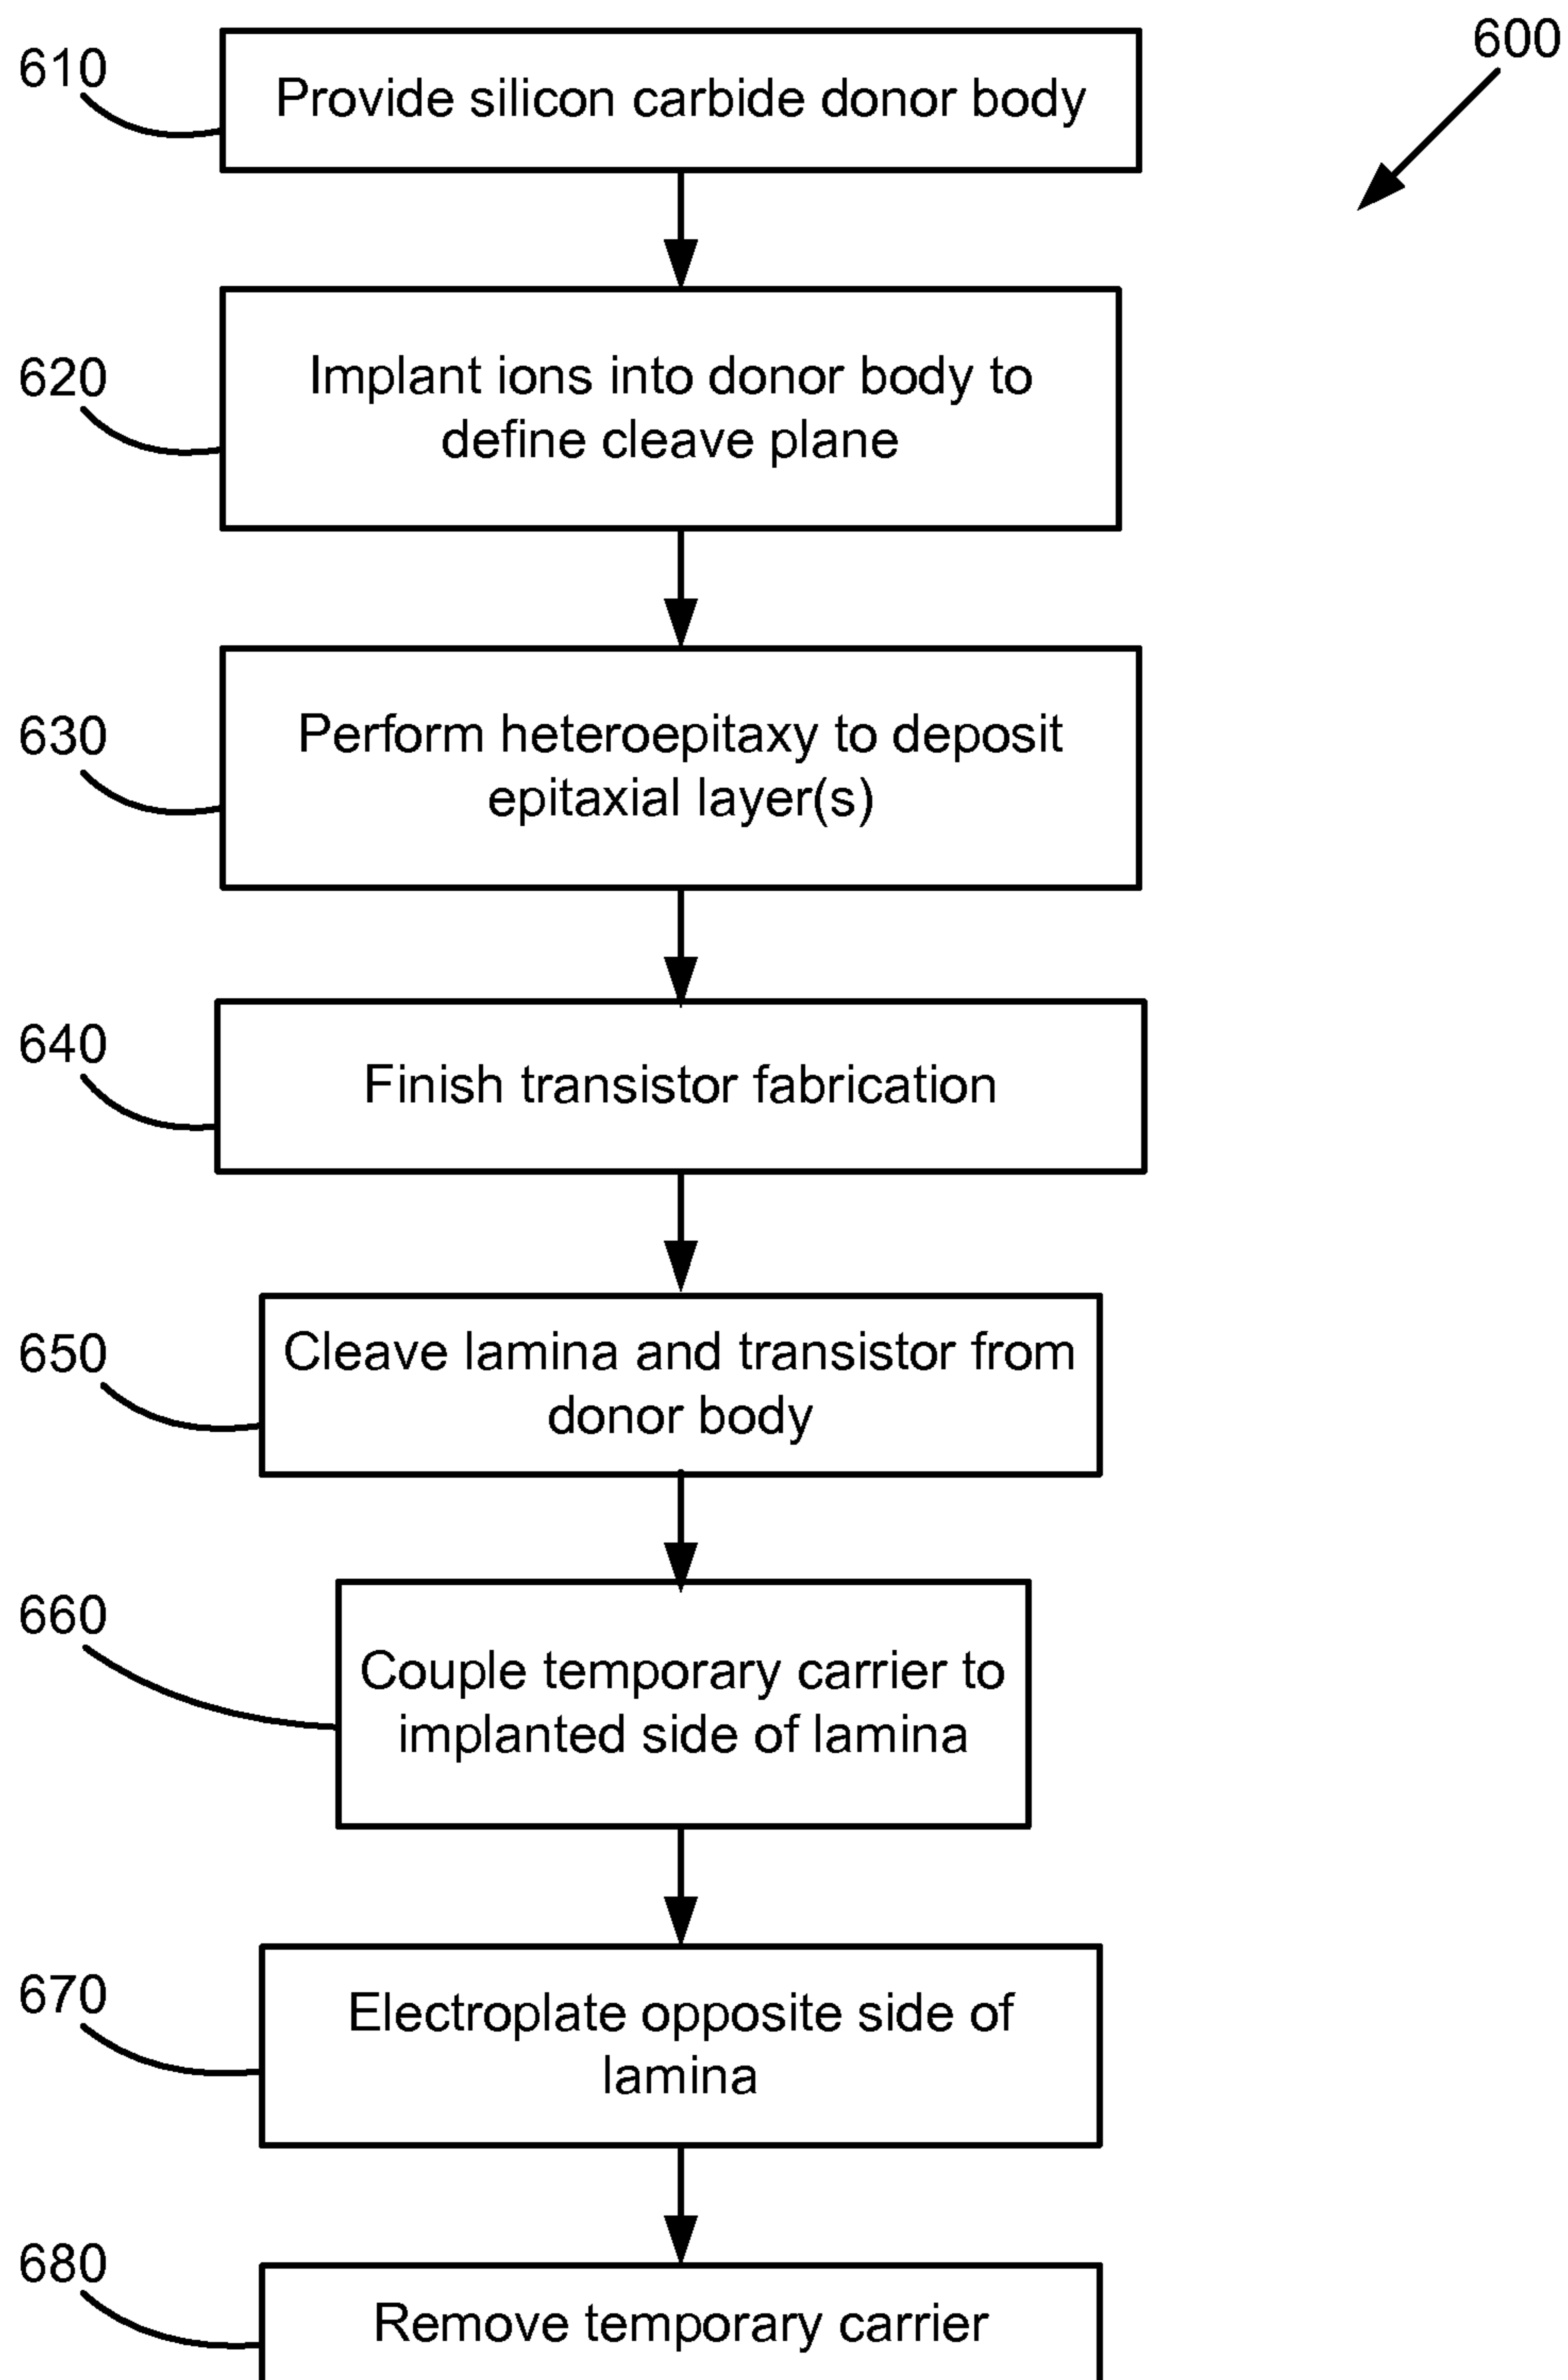 600
610
Provide silicon carbide donor body
620
Implant ions into donor body to
define cleave plane
630
Perform heteroepitaxy to deposit
epitaxial layer(s)
640
Finish transistor fabrication
650
Cleave lamina and transistor from
donor body
660
Couple temporary carrier to
implanted side of lamina
670
Electroplate opposite side of
lamina
680
Remove temporary carrier